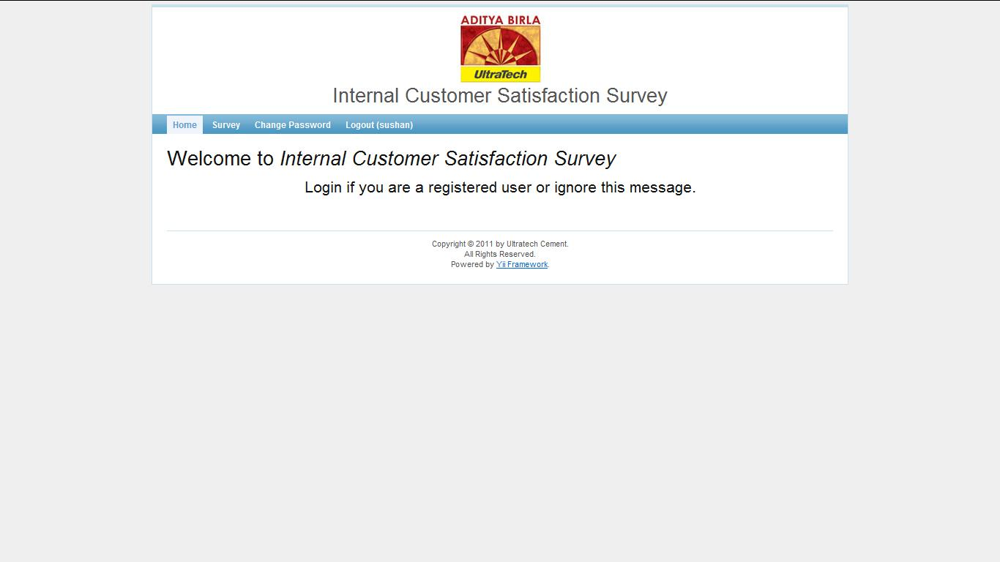 ADITYA BIRLA
UltraTech
Internal Customer Satisfaction Survey
Home Survey Change Password Logout (sushan)
Welcome to Internal Customer Satisfaction Survey
Login if you are a registered user or ignore this message.
Copyright © 2011 by Ultratech Cement.
All Rights Reserved.
Powered by Yii Framework.